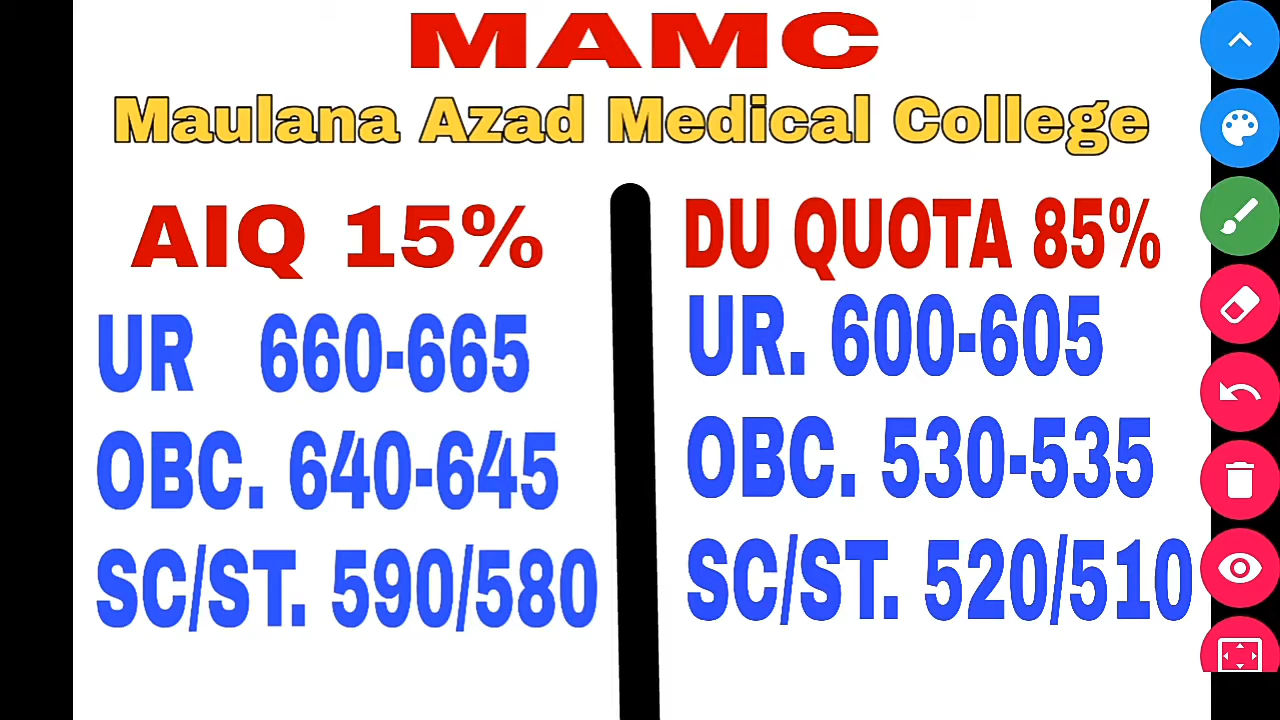 MAMC
Maulana Azad Medical College
AIQ 15%
UR 660-665
OBC. 640-645
SC/ST. 590/580
DU QUOTA 85%
UR. 600-605
OBC. 530-535
SC/ST. 520/510